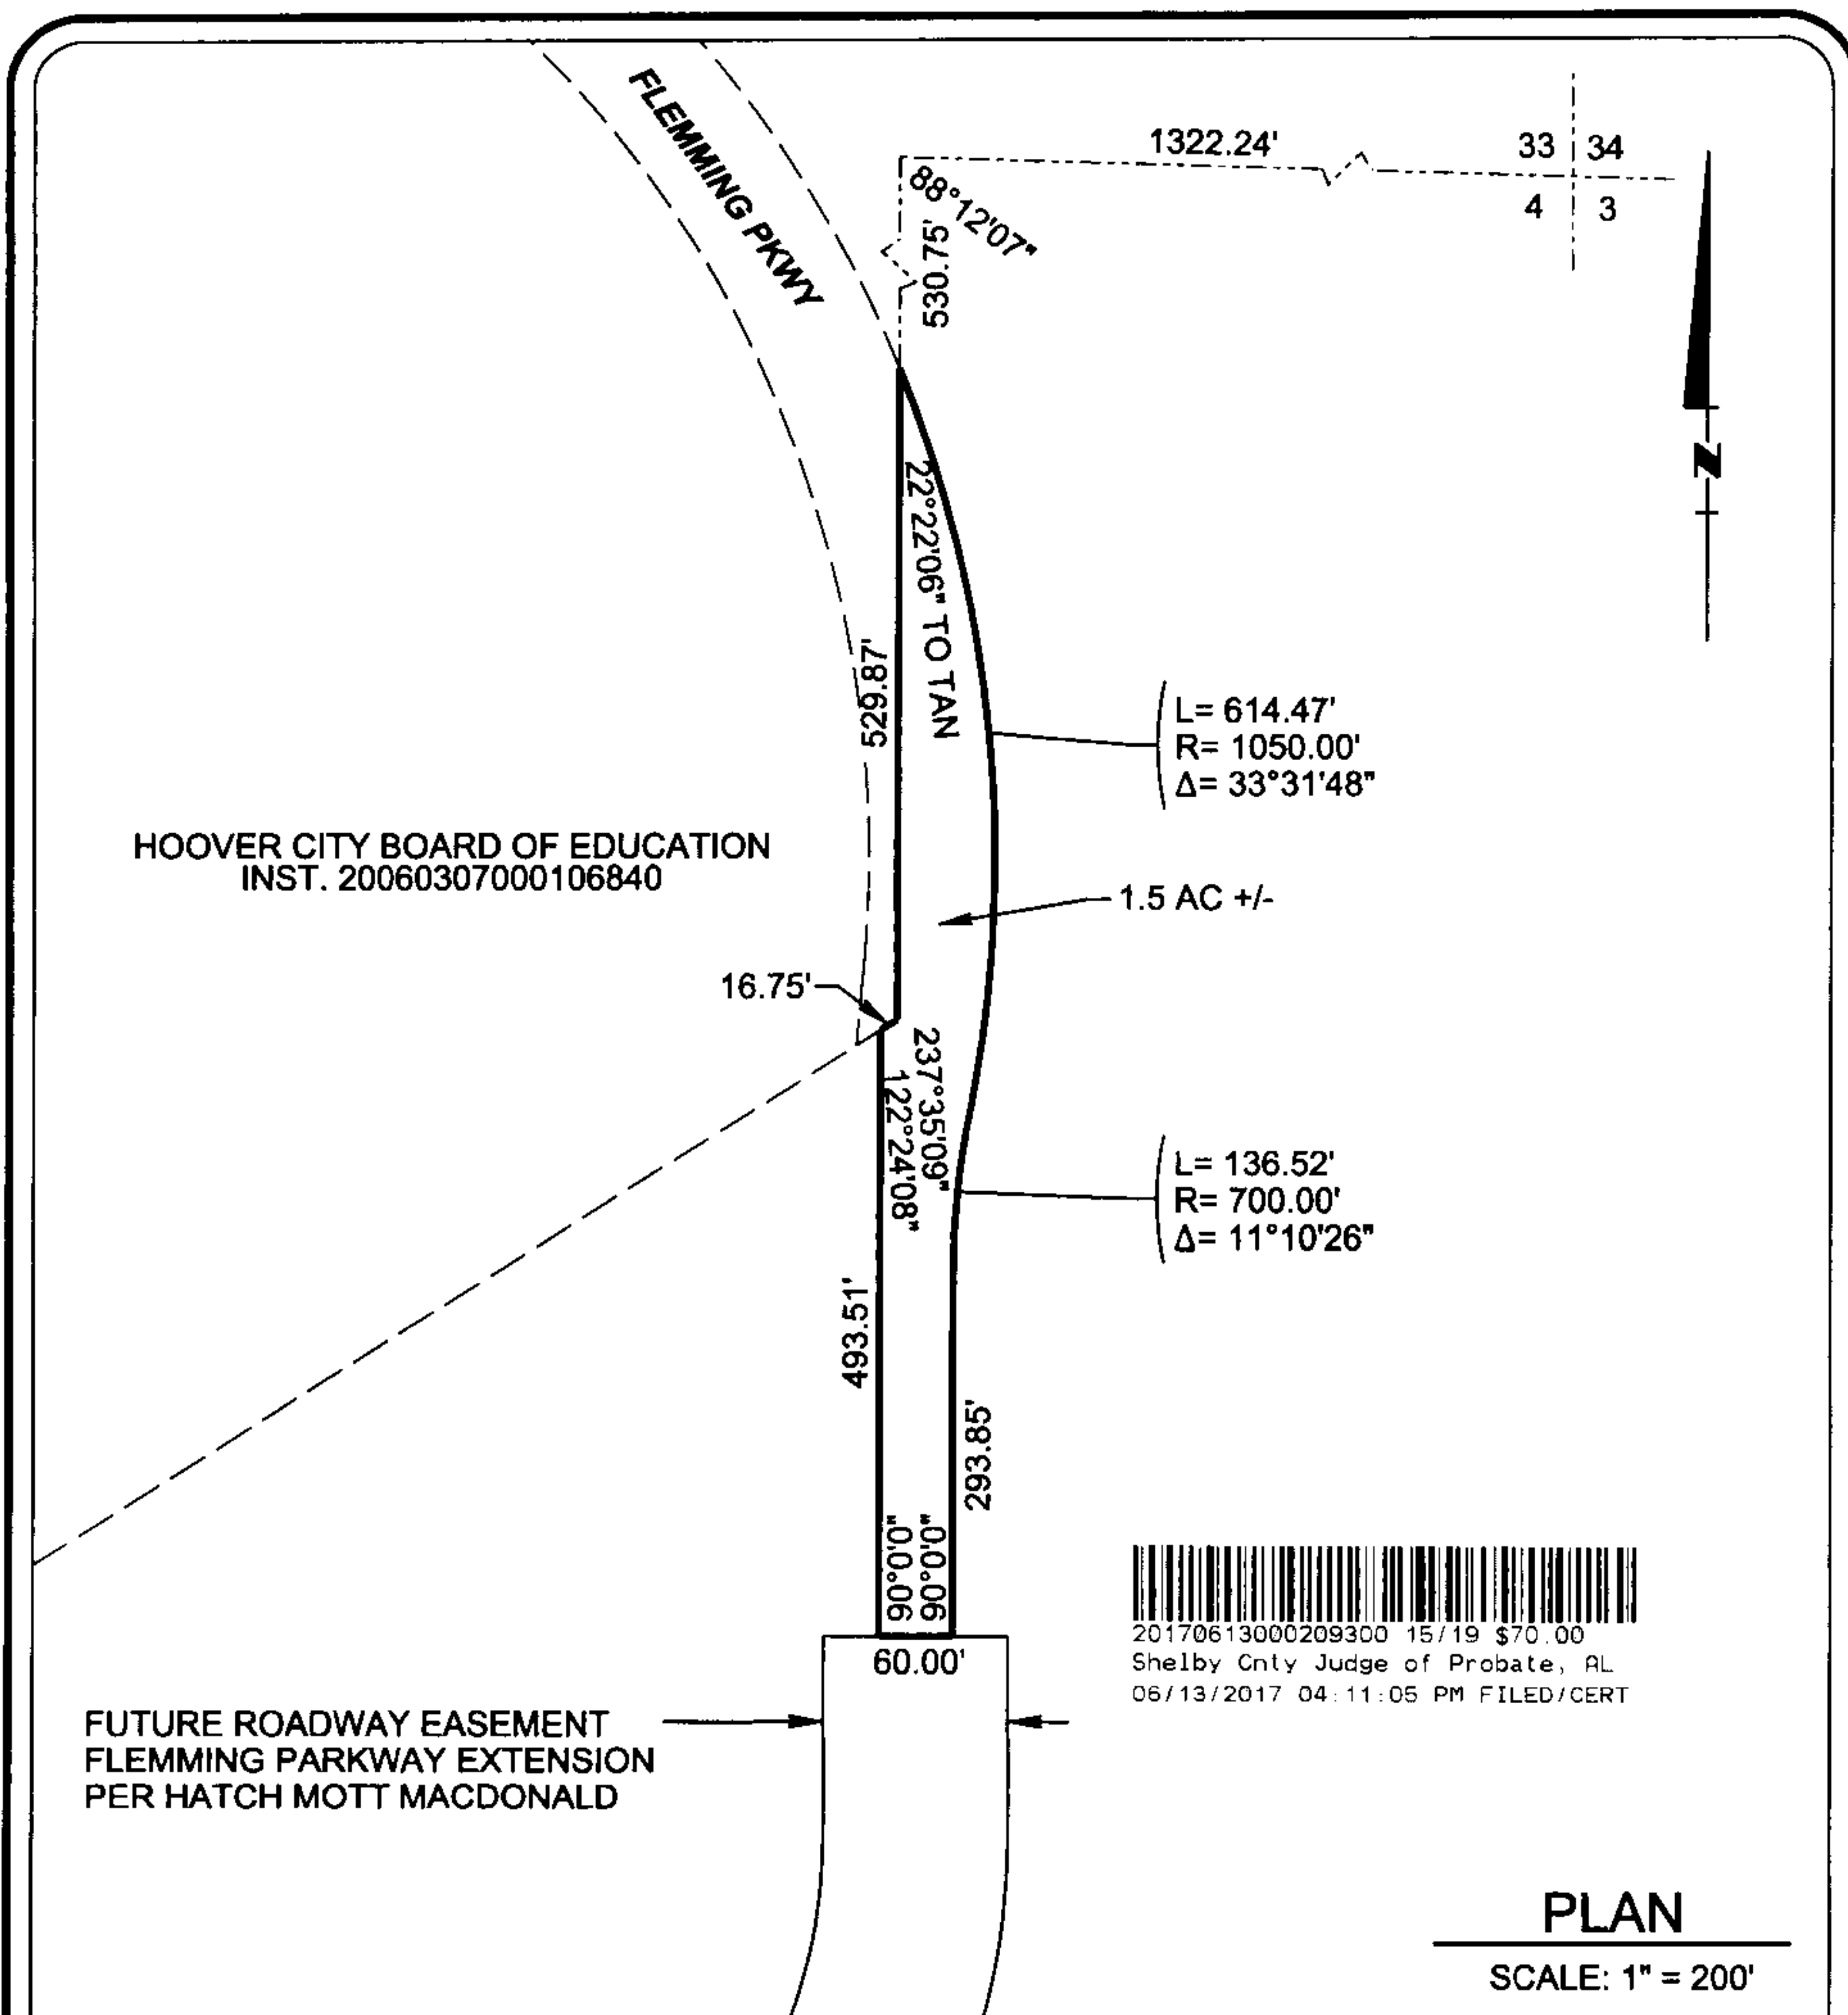 FLEMMING PKWY
1322.24'
33 34
4 3
88°12'07"
530.75'
N
22°22'06" TO TAN
529.87'
L= 614.47'
R= 1050.00'
Δ= 33°31'48"
HOOVER CITY BOARD OF EDUCATION
INST. 20060307000106840
1.5 AC +/-
16.75'
237°35'09"
122°24'08"
L= 136.52'
R= 700.00'
Δ= 11°10'26"
493.51'
293.85'
90°0'0"
90°0'0"
60.00'
20170613000209300 15/19 $70.00
Shelby Cnty Judge of Probate, AL
06/13/2017 04:11:05 PM FILED/CERT
FUTURE ROADWAY EASEMENT
FLEMMING PARKWAY EXTENSION
PER HATCH MOTT MACDONALD
PLAN
SCALE: 1" = 200'